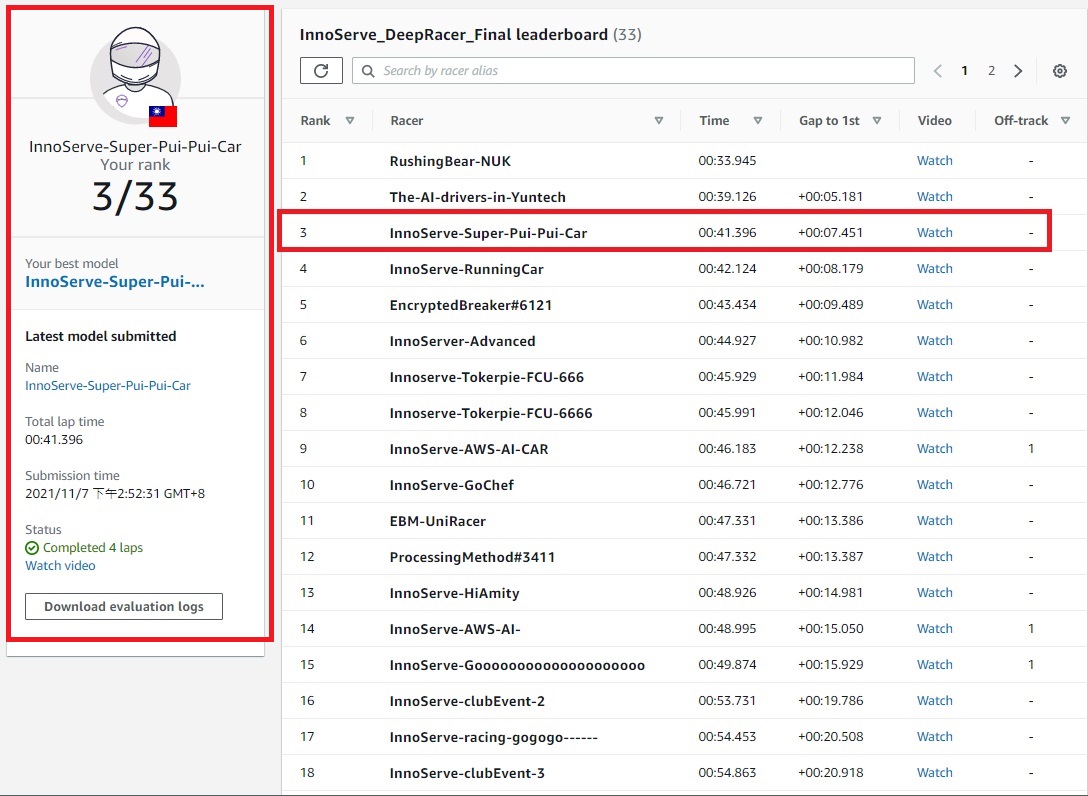 InnoServe-Super-Pui-Pui-Car
Your rank
3/33
Your best model
InnoServe-Super-Pui-...
Latest model submitted
Name
InnoServe-Super-Pui-Pui-Car
Total lap time
00:41.396
Submission time
2021/11/7 下午2:52:31 GMT+8
Status
Completed 4 laps
Watch video
Download evaluation logs
InnoServe_DeepRacer_Final leaderboard (33)
Search by racer alias
1 2
Rank Racer Time Gap to 1st Video Off-track
1 RushingBear-NUK 00:33.945 Watch -
2 The-AI-drivers-in-Yuntech 00:39.126 +00:05.181 Watch -
3 InnoServe-Super-Pui-Pui-Car 00:41.396 +00:07.451 Watch -
4 InnoServe-RunningCar 00:42.124 +00:08.179 Watch -
5 EncryptedBreaker#6121 00:43.434 +00:09.489 Watch -
6 InnoServer-Advanced 00:44.927 +00:10.982 Watch -
7 Innoserve-Tokerpie-FCU-666 00:45.929 +00:11.984 Watch -
8 Innoserve-Tokerpie-FCU-6666 00:45.991 +00:12.046 Watch -
9 InnoServe-AWS-AI-CAR 00:46.183 +00:12.238 Watch 1
10 InnoServe-GoChef 00:46.721 +00:12.776 Watch -
11 EBM-UniRacer 00:47.331 +00:13.386 Watch -
12 ProcessingMethod#3411 00:47.332 +00:13.387 Watch -
13 InnoServe-HiAmity 00:48.926 +00:14.981 Watch -
14 InnoServe-AWS-AI- 00:48.995 +00:15.050 Watch 1
15 InnoServe-Goooooooooooooooooooo 00:49.874 +00:15.929 Watch 1
16 InnoServe-clubEvent-2 00:53.731 +00:19.786 Watch -
17 InnoServe-racing-gogogo------ 00:54.453 +00:20.508 Watch -
18 InnoServe-clubEvent-3 00:54.863 +00:20.918 Watch -